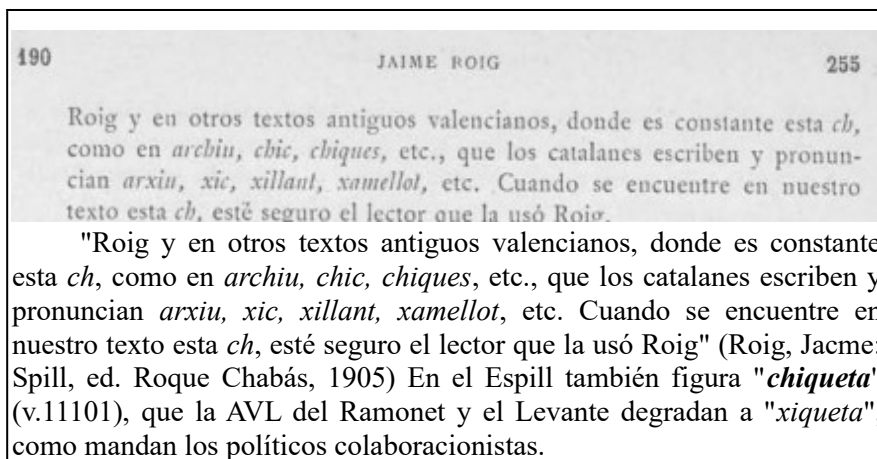 190 JAIME ROIG 255
Roig y en otros textos antiguos valencianos, donde es constante esta ch,
como en archiu, chic, chiques, etc., que los catalanes escriben y pronun-
cian arxiu, xic, xillant, xamellot, etc. Cuando se encuentre en nuestro
texto esta ch, esté seguro el lector que la usó Roig.
"Roig y en otros textos antiguos valencianos, donde es constante
esta ch, como en archiu, chic, chiques, etc., que los catalanes escriben y
pronuncian arxiu, xic, xillant, xamellot, etc. Cuando se encuentre en
nuestro texto esta ch, esté seguro el lector que la usó Roig" (Roig, Jacme:
Spill, ed. Roque Chabás, 1905) En el Espill también figura "chiqueta"
(v.11101), que la AVL del Ramonet y el Levante degradan a "xiqueta",
como mandan los políticos colaboracionistas.